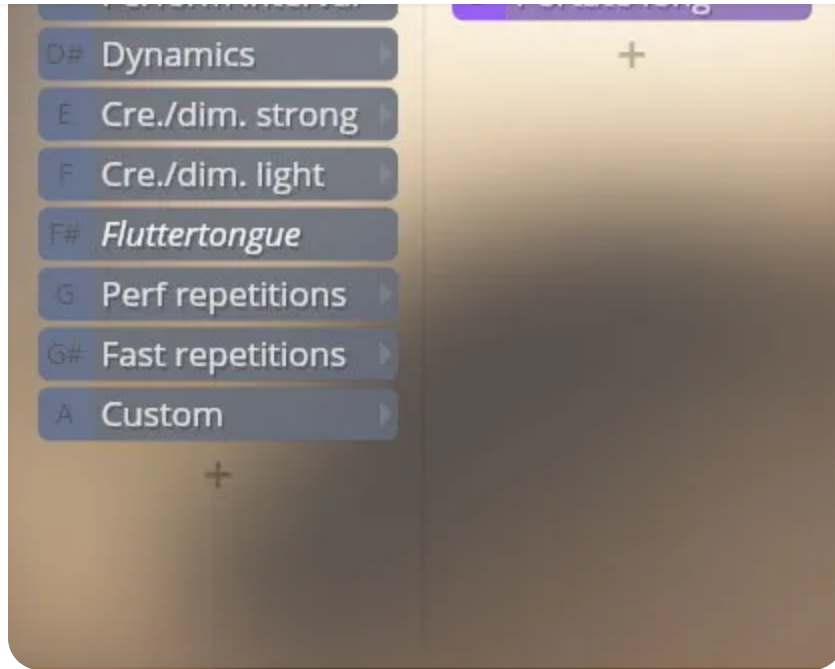 D# Dynamics
E Cre./dim. strong
F Cre./dim. light
F# Fluttertongue
G Perf repetitions
G# Fast repetitions
A Custom
+
+